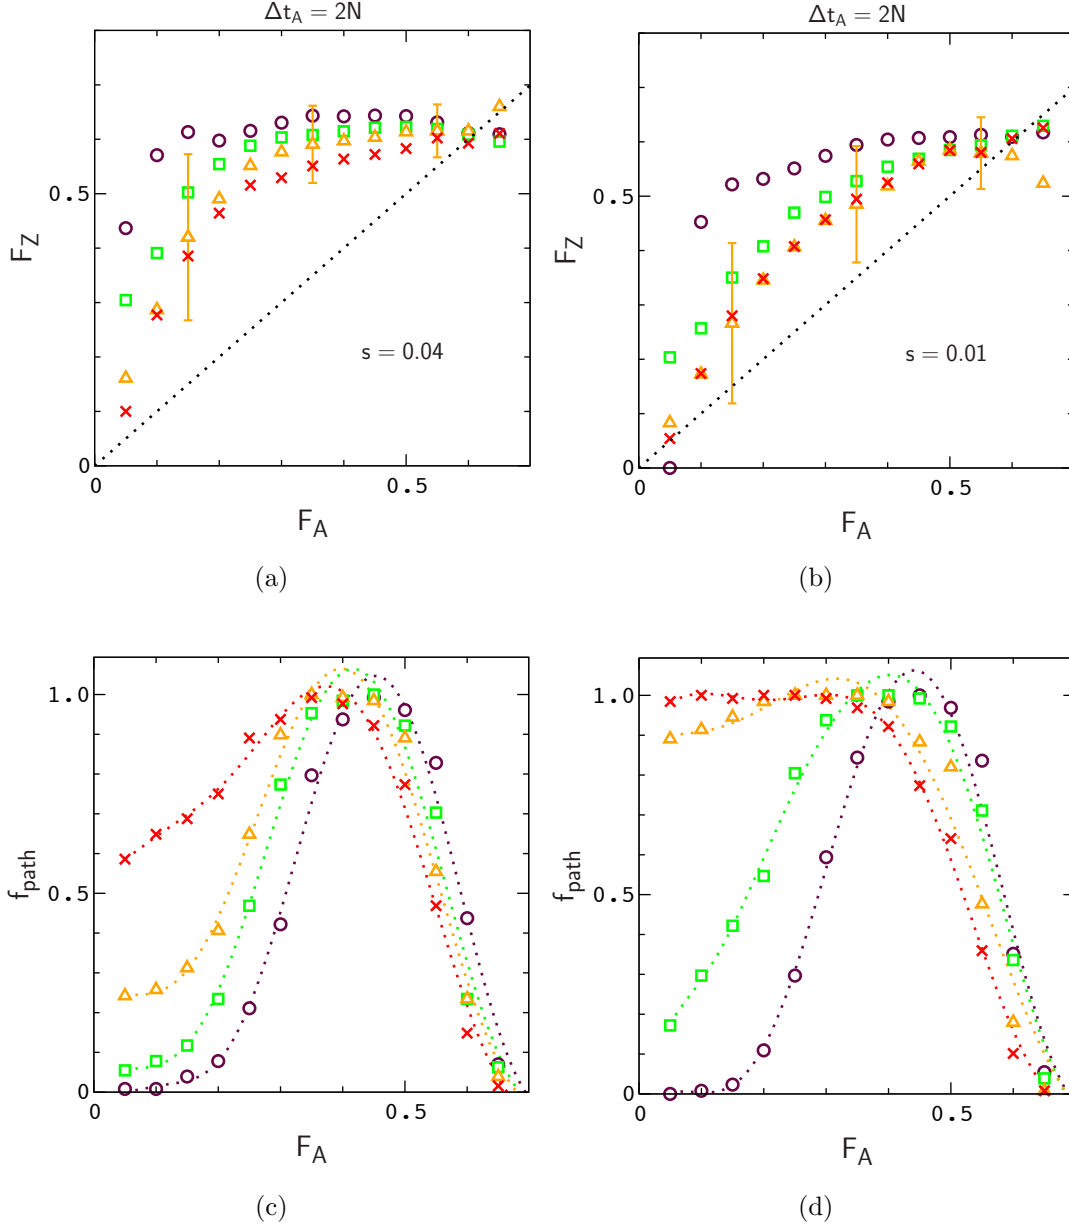 Δt_A = 2N
F_Z
0.5
0
s = 0.04
0
0.5
F_A
(a)
Δt_A = 2N
F_Z
0.5
0
s = 0.01
0
0.5
F_A
(b)
f_path
1.0
0.5
0
0
0.5
F_A
(c)
f_path
1.0
0.5
0
0
0.5
F_A
(d)